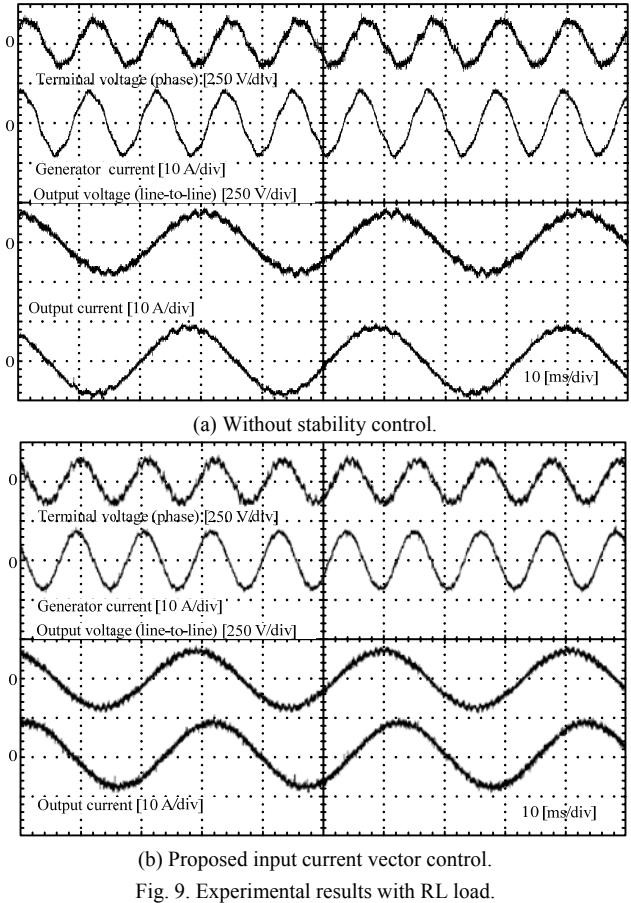 0
Terminal voltage (phase) [250 V/div]
0
Generator current [10 A/div]
Output voltage (line-to-line) [250 V/div]
0
Output current [10 A/div]
0
10 [ms/div]
(a) Without stability control.
0
Terminal voltage (phase) [250 V/div]
0
Generator current [10 A/div]
Output voltage (line-to-line) [250 V/div]
0
0
Output current [10 A/div]
10 [ms/div]
(b) Proposed input current vector control.
Fig. 9. Experimental results with RL load.